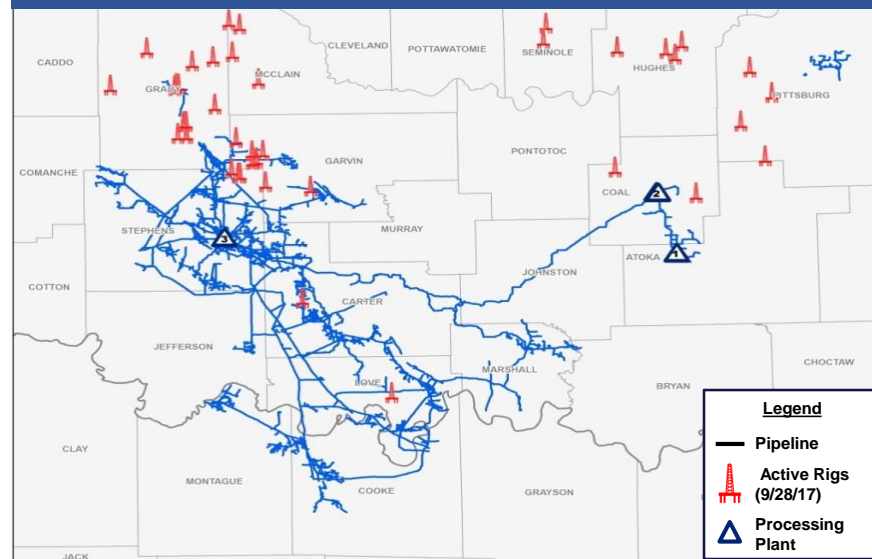 CLEVELAND
POTTAWATOMIE
SEMINOLE
CADDO
HUGHES
MCCLAIN
GRADY
PITTSBURG
GARVIN
PONTOTOC
COMANCHE
COAL
2
STEPHENS
MURRAY
3
ATOKA
1
JOHNSTON
COTTON
CARTER
JEFFERSON
CHOCTAW
MARSHALL
LOVE
BRYAN
Legend
Pipeline
Active Rigs
(9/28/17)
Processing
Plant
CLAY
MONTAGUE
COOKE
GRAYSON
JACK